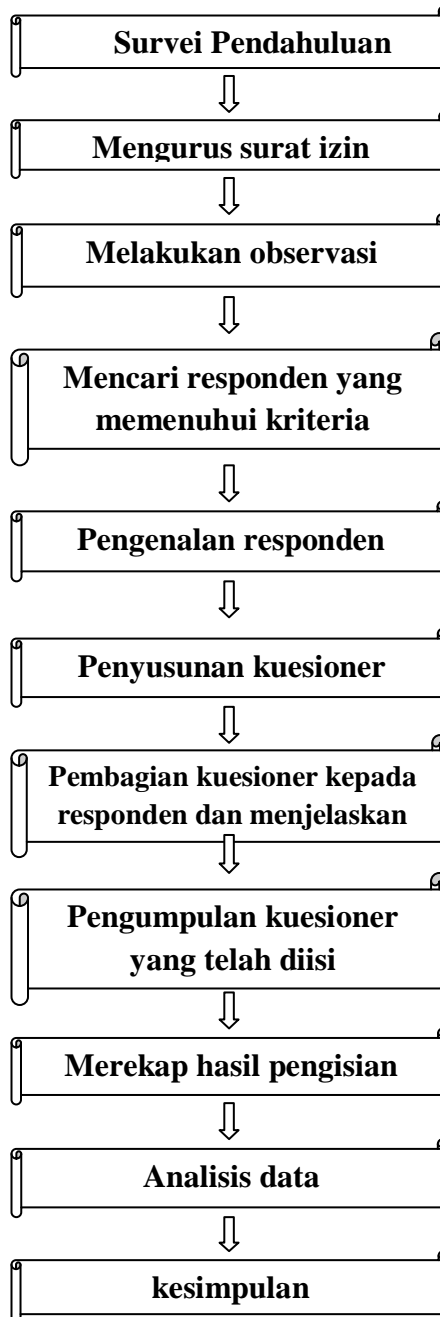 Survei Pendahuluan
Mengurus surat izin
Melakukan observasi
Mencari responden yang
memenuhui kriteria
Pengenalan responden
Penyusunan kuesioner
Pembagian kuesioner kepada
responden dan menjelaskan
Pengumpulan kuesioner
yang telah diisi
Merekap hasil pengisian
Analisis data
kesimpulan